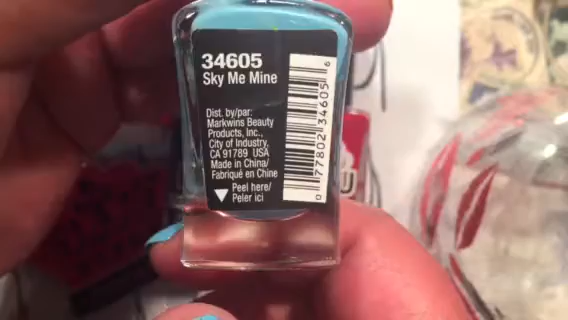 34605
Sky Me Mine
Dist. by/par:
Markwins Beauty
Products, Inc.,
City of Industry,
CA 91789 USA
Made in China/
Fabriqué en Chine
Peel here/
Peler ici
0 77802 34605 6